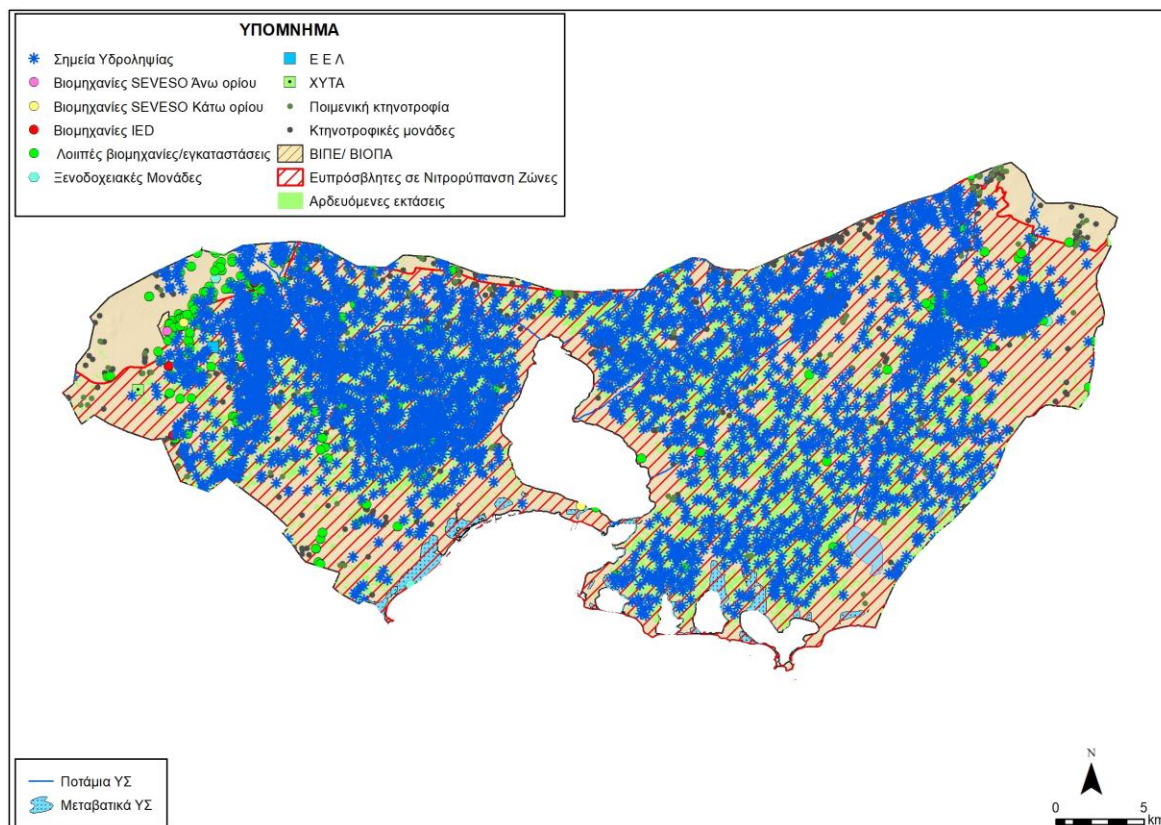 ΥΠΟΜΝΗΜΑ
Σημεία Υδροληψίας
Βιομηχανίες SEVESO Άνω ορίου
Βιομηχανίες SEVESO Κάτω ορίου
Βιομηχανίες IED
Λοιπές βιομηχανίες/εγκαταστάσεις
Ξενοδοχειακές Μονάδες
Ε Ε Λ
ΧΥΤΑ
Ποιμενική κτηνοτροφία
Κτηνοτροφικές μονάδες
ΒΙΠΕ/ ΒΙΟΠΑ
Ευπρόσβλητες σε Νιτρορύπανση Ζώνες
Αρδευόμενες εκτάσεις
Ποτάμια ΥΣ
Μεταβατικά ΥΣ
N
0 5
km